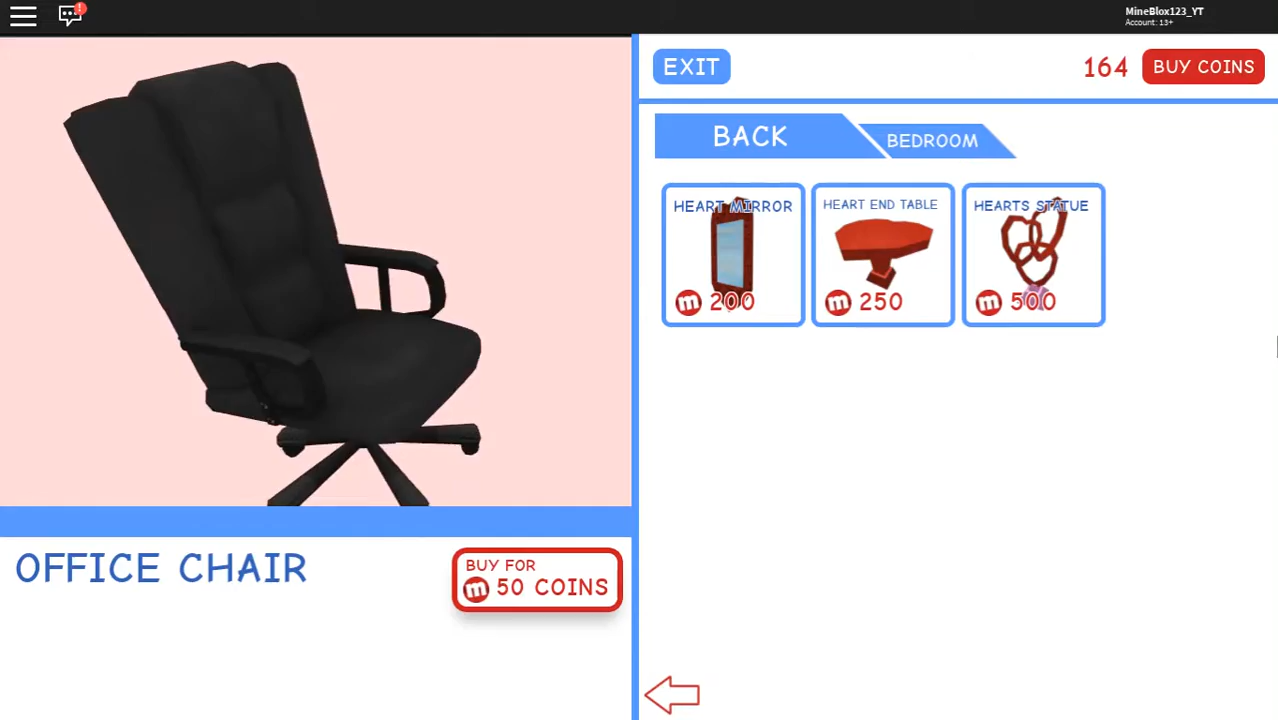 MineBlox123_YT
Account: 13+
EXIT
164
BUY COINS
BACK
BEDROOM
HEART MIRROR
m 200
HEART END TABLE
m 250
HEARTS STATUE
m 500
OFFICE CHAIR
BUY FOR
m 50 COINS